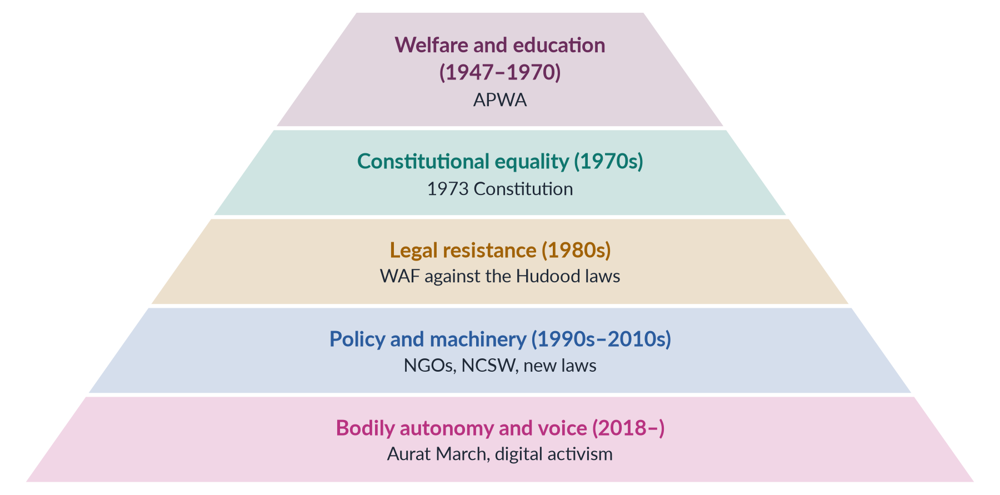 Welfare and education
(1947–1970)
APWA
Constitutional equality (1970s)
1973 Constitution
Legal resistance (1980s)
WAF against the Hudood laws
Policy and machinery (1990s–2010s)
NGOs, NCSW, new laws
Bodily autonomy and voice (2018–)
Aurat March, digital activism